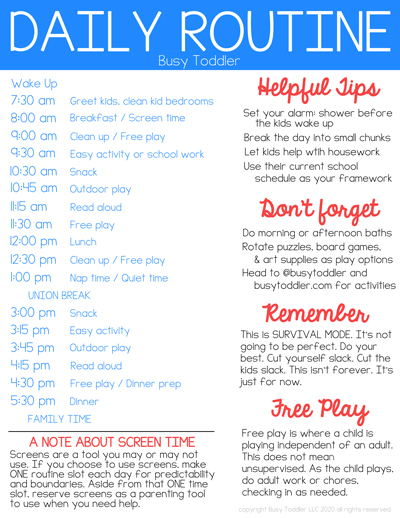 DAILY ROUTINE
Busy Toddler
Wake Up
7:30 am Greet kids, clean kid bedrooms
8:00 am Breakfast / Screen time
9:00 am Clean up / Free play
9:30 am Easy activity or school work
10:30 am Snack
10:45 am Outdoor play
11:15 am Read aloud
11:30 am Free play
12:00 pm Lunch
12:30 pm Clean up / Free play
1:00 pm Nap time / Quiet time
UNION BREAK
3:00 pm Snack
3:15 pm Easy activity
3:45 pm Outdoor play
4:15 pm Read aloud
4:30 pm Free play / Dinner prep
5:30 pm Dinner
FAMILY TIME
A NOTE ABOUT SCREEN TIME
Screens are a tool you may or may not
use. If you choose to use screens, make
ONE routine slot each day for predictability
and boundaries. Aside from that ONE time
slot, reserve screens as a parenting tool
to use when you need help.
Helpful Tips
Set your alarm: shower before
the kids wake up
Break the day into small chunks
Let kids help wtih housework
Use their current school
schedule as your framework
Don't forget
Do morning or afternoon baths
Rotate puzzles, board games,
& art supplies as play options
Head to @busytoddler and
busytoddler.com for activities
Remember
This is SURVIVAL MODE. It's not
going to be perfect. Do your
best. Cut yourself slack. Cut the
kids slack. This isn't forever. It's
just for now.
Free Play
Free play is where a child is
playing independent of an adult.
This does not mean
unsupervised. As the child plays,
do adult work or chores,
checking in as needed.
copyright Busy Toddler LLC 2020 all rights reserved